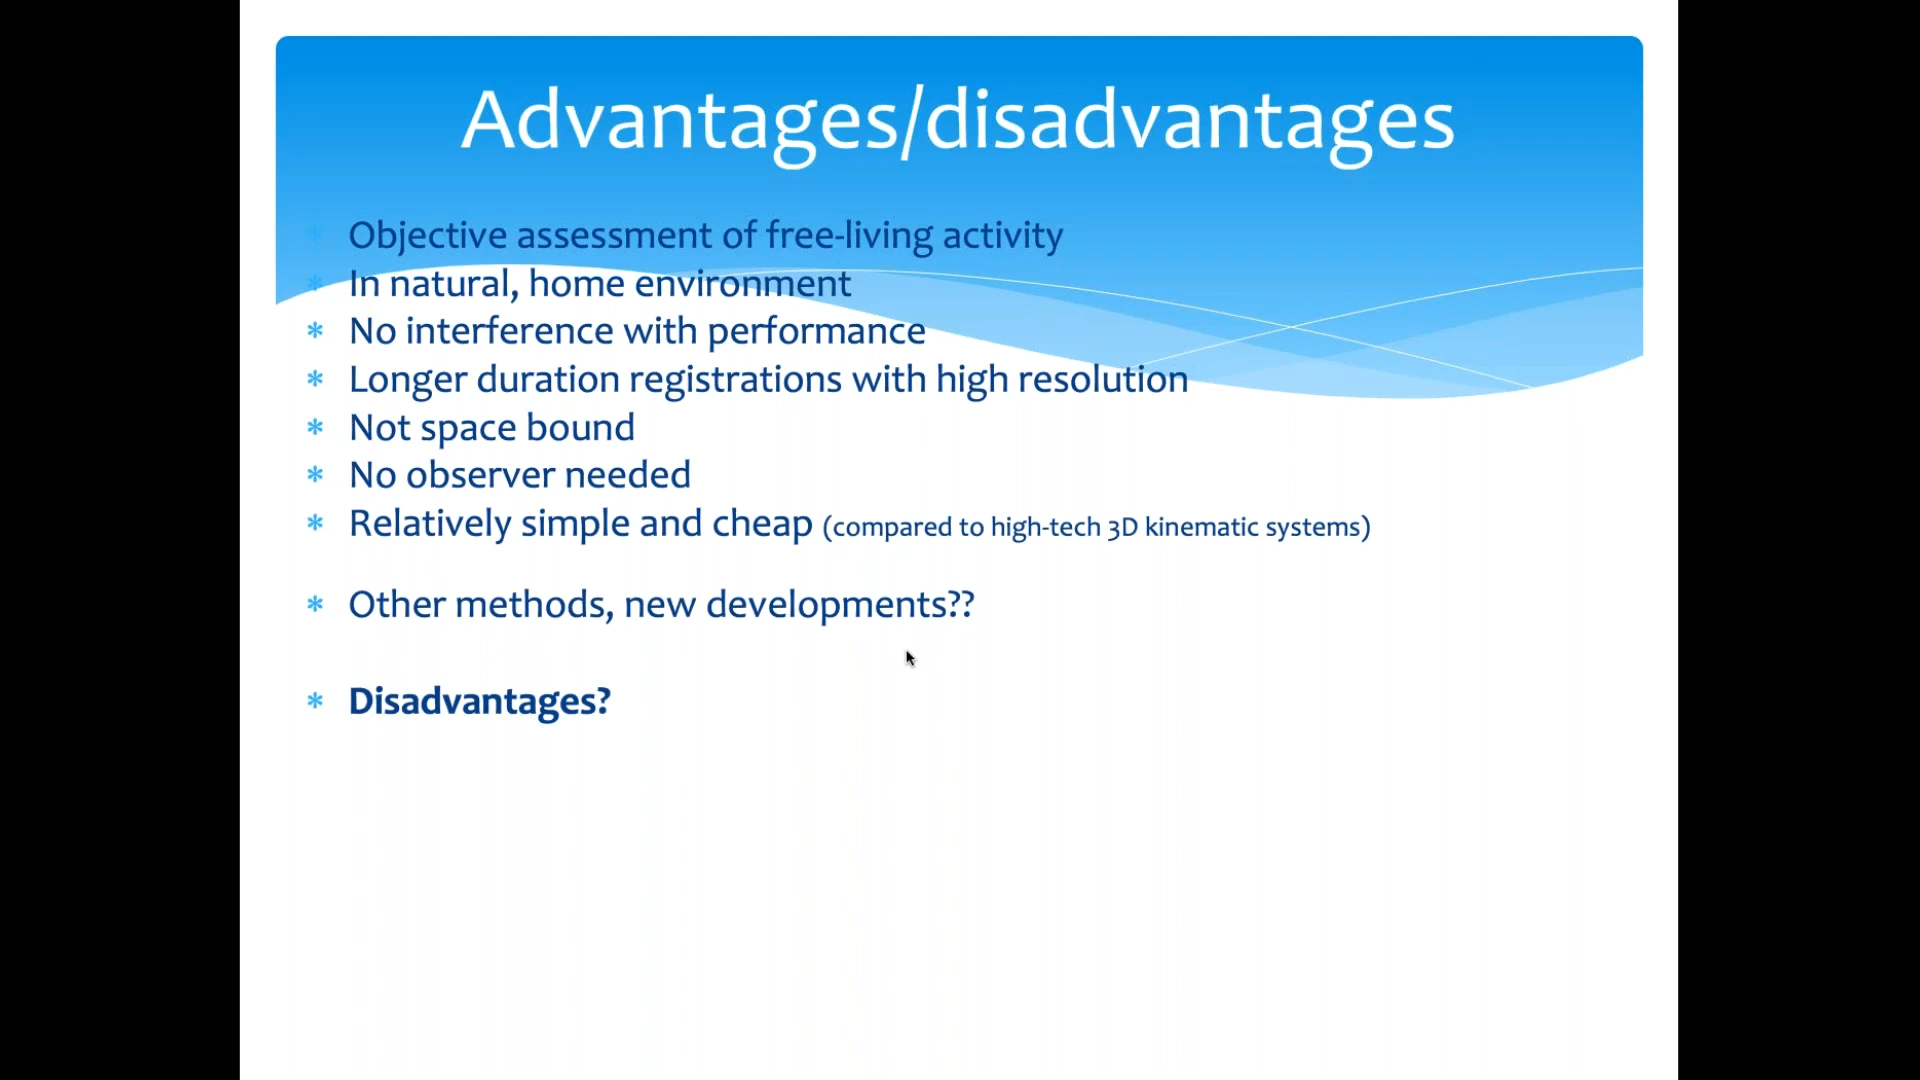 Advantages/disadvantages
* Objective assessment of free-living activity
* In natural, home environment
* No interference with performance
* Longer duration registrations with high resolution
* Not space bound
* No observer needed
* Relatively simple and cheap (compared to high-tech 3D kinematic systems)
* Other methods, new developments??
* Disadvantages?